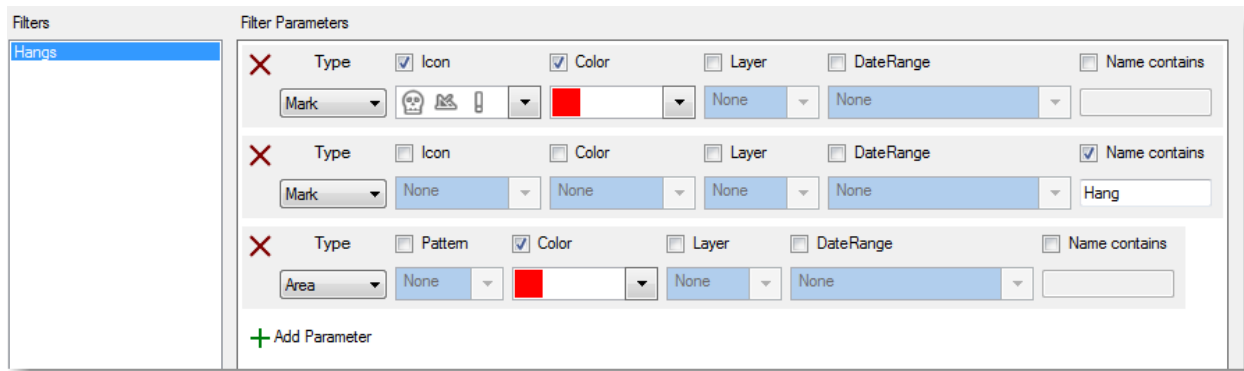 Filters Filter Parameters
Hangs
Type Icon Color Layer DateRange Name contains
Mark None None
Type Icon Color Layer DateRange Name contains
Mark None None None None Hang
Type Pattern Color Layer DateRange Name contains
Area None None None
Add Parameter